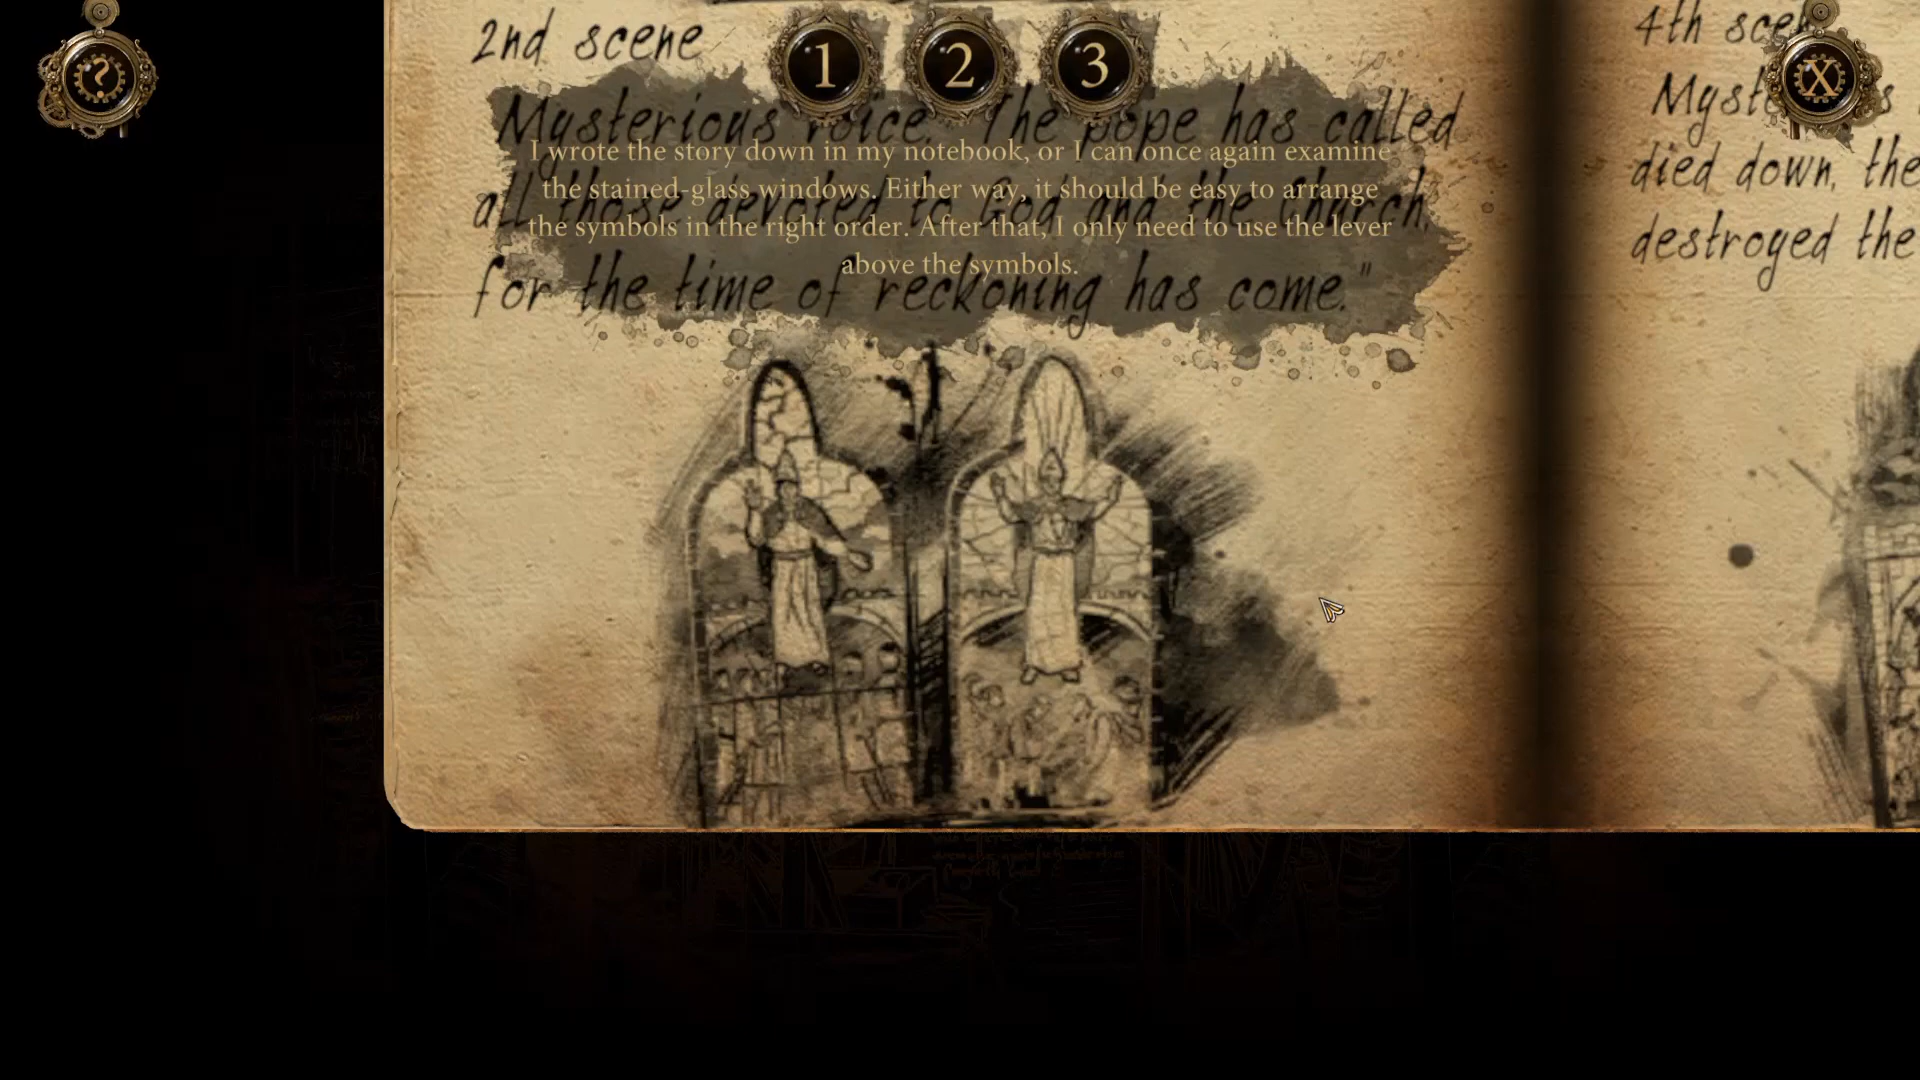 2nd scene
1 2 3
4th
?
X
Mysterious voice: "The pope has called
all those devoted to God and the Church,
for the time of reckoning has come."
I wrote the story down in my notebook, or I can once again examine
the stained-glass windows. Either way, it should be easy to arrange
the symbols in the right order. After that, I only need to use the lever
above the symbols.
died down, the
destroyed the